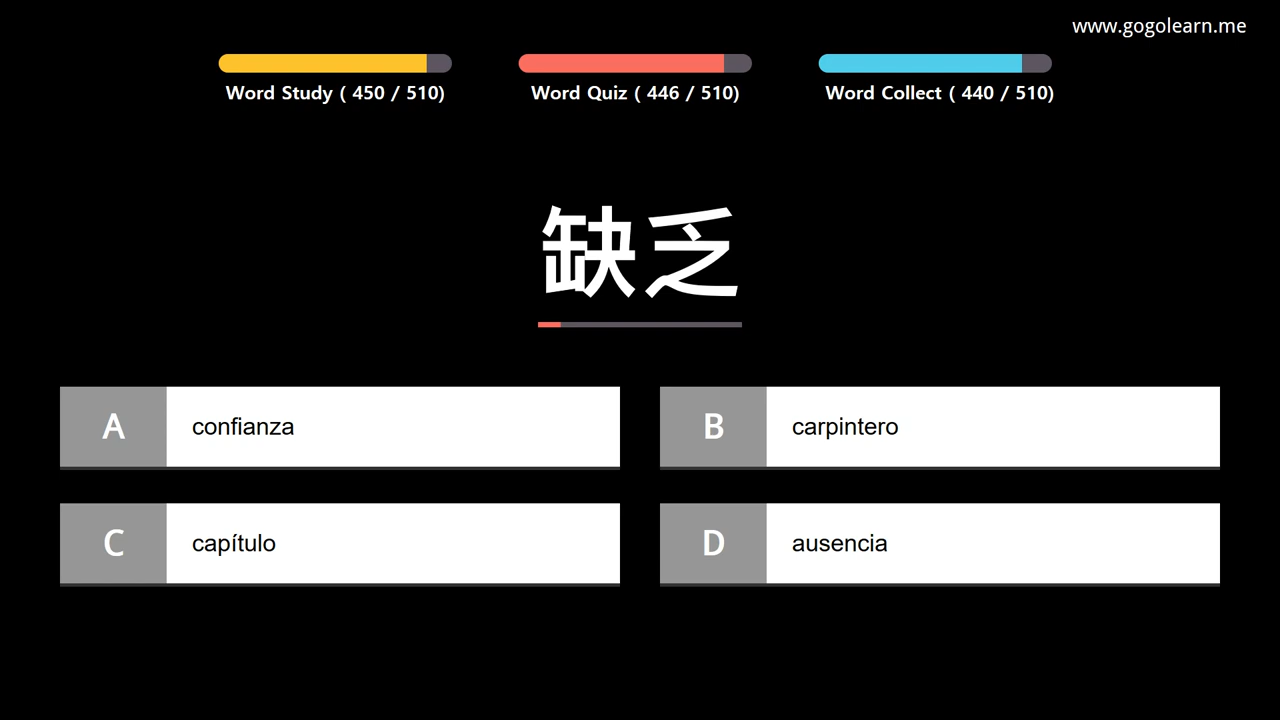 www.gogolearn.me
Word Study ( 450 / 510)
Word Quiz ( 446 / 510)
Word Collect ( 440 / 510)
缺乏
A confianza
B carpintero
C capítulo
D ausencia